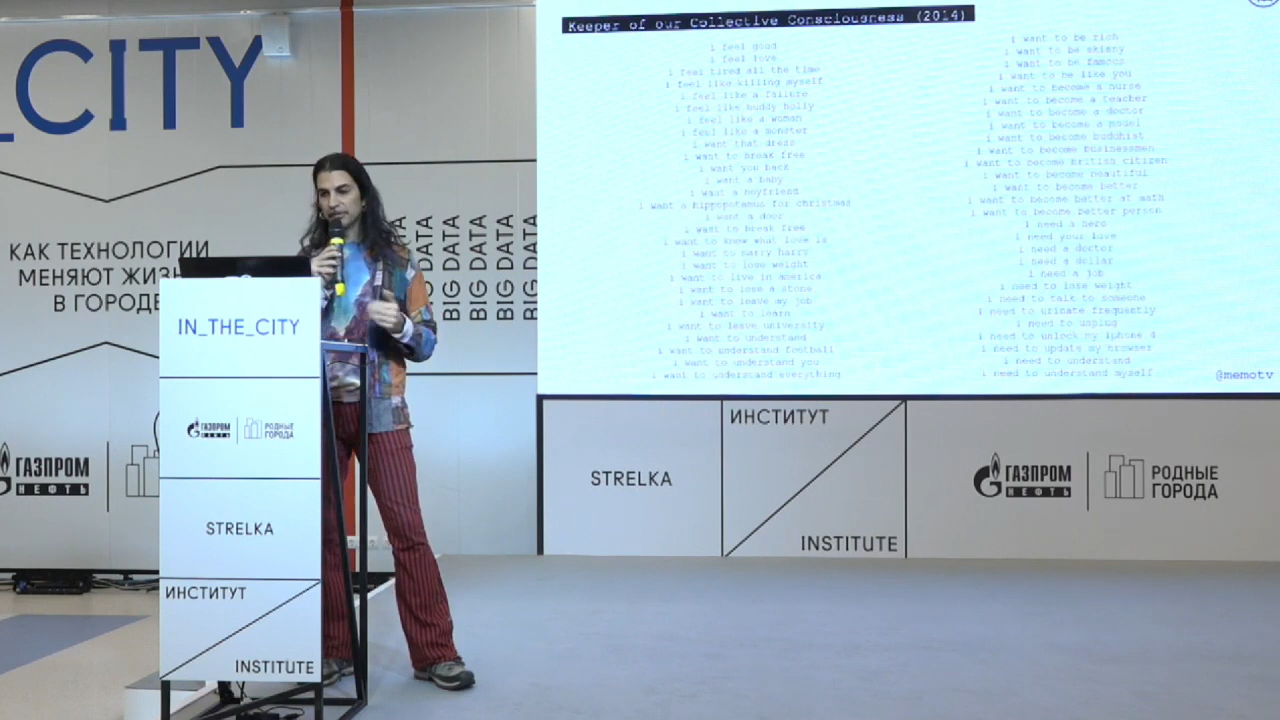 _CITY
КАК ТЕХНОЛОГИИ
МЕНЯЮТ ЖИЗН
В ГОРОДЕ
BIG DATA
BIG DATA
BIG DATA
BIG DATA
ГАЗПРОМ
НЕФТЬ
IN_THE_CITY
ГАЗПРОМ
НЕФТЬ
РОДНЫЕ
ГОРОДА
STRELKA
ИНСТИТУТ
INSTITUTE
Keeper of our Collective Consciousness (2014)
i feel good
i feel love
i feel tired all the time
i feel like killing myself
i feel like a failure
i feel like buddy holly
i feel like a woman
i feel like a monster
i want that dress
i want to break free
i want you back
i want a baby
i want a boyfriend
i want a hippopotamus for christmas
i want a door
i want to break free
i want to know what love is
i want to marry harry
i want to lose weight
i want to live in america
i want to lose a stone
i want to leave my job
i want to learn
i want to leave university
i want to understand
i want to understand football
i want to understand you
i want to understand everything
i want to be rich
i want to be skinny
i want to be famous
i want to be like you
i want to become a nurse
i want to become a teacher
i want to become a doctor
i want to become a model
i want to become buddhist
i want to become businessmen
i want to become british citizen
i want to become beautiful
i want to become better
i want to become better at math
i want to become better person
i need a hero
i need your love
i need a doctor
i need a dollar
i need a job
i need to lose weight
i need to talk to someone
i need to urinate frequently
i need to unplug
i need to unlock my iphone 4
i need to update my browser
i need to understand
i need to understand myself
@memotv
STRELKA
ИНСТИТУТ
INSTITUTE
ГАЗПРОМ
НЕФТЬ
РОДНЫЕ
ГОРОДА